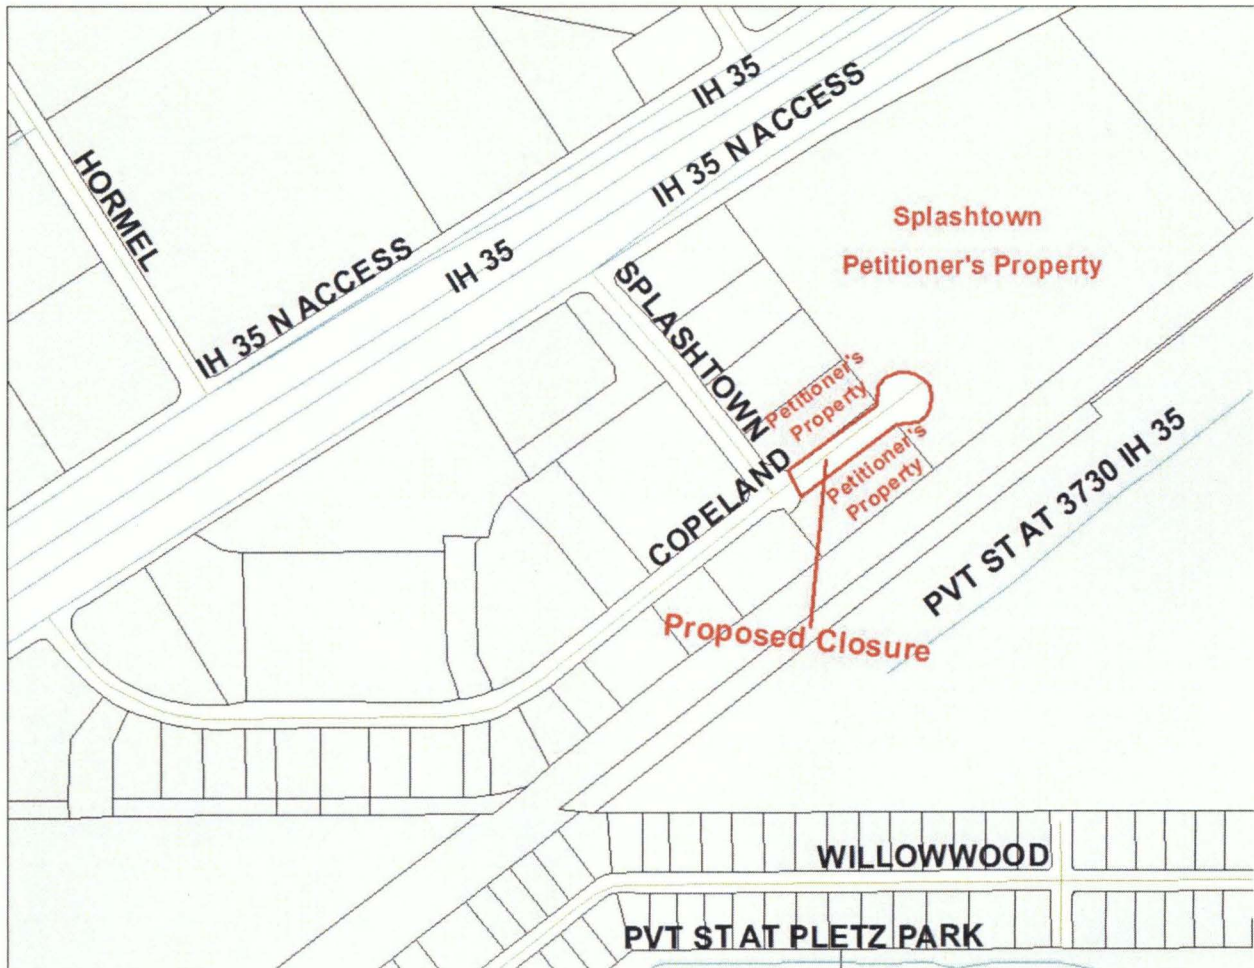 IH 35
IH 35 N ACCESS
HORMEL
Splashtown
Petitioner's Property
IH 35 N ACCESS
IH 35
SPLASHTOWN
Petitioner's
Property
COPELAND
Petitioner's
Property
PVT ST AT 3730 IH 35
Proposed Closure
WILLOWWOOD
PVT ST AT PLETZ PARK